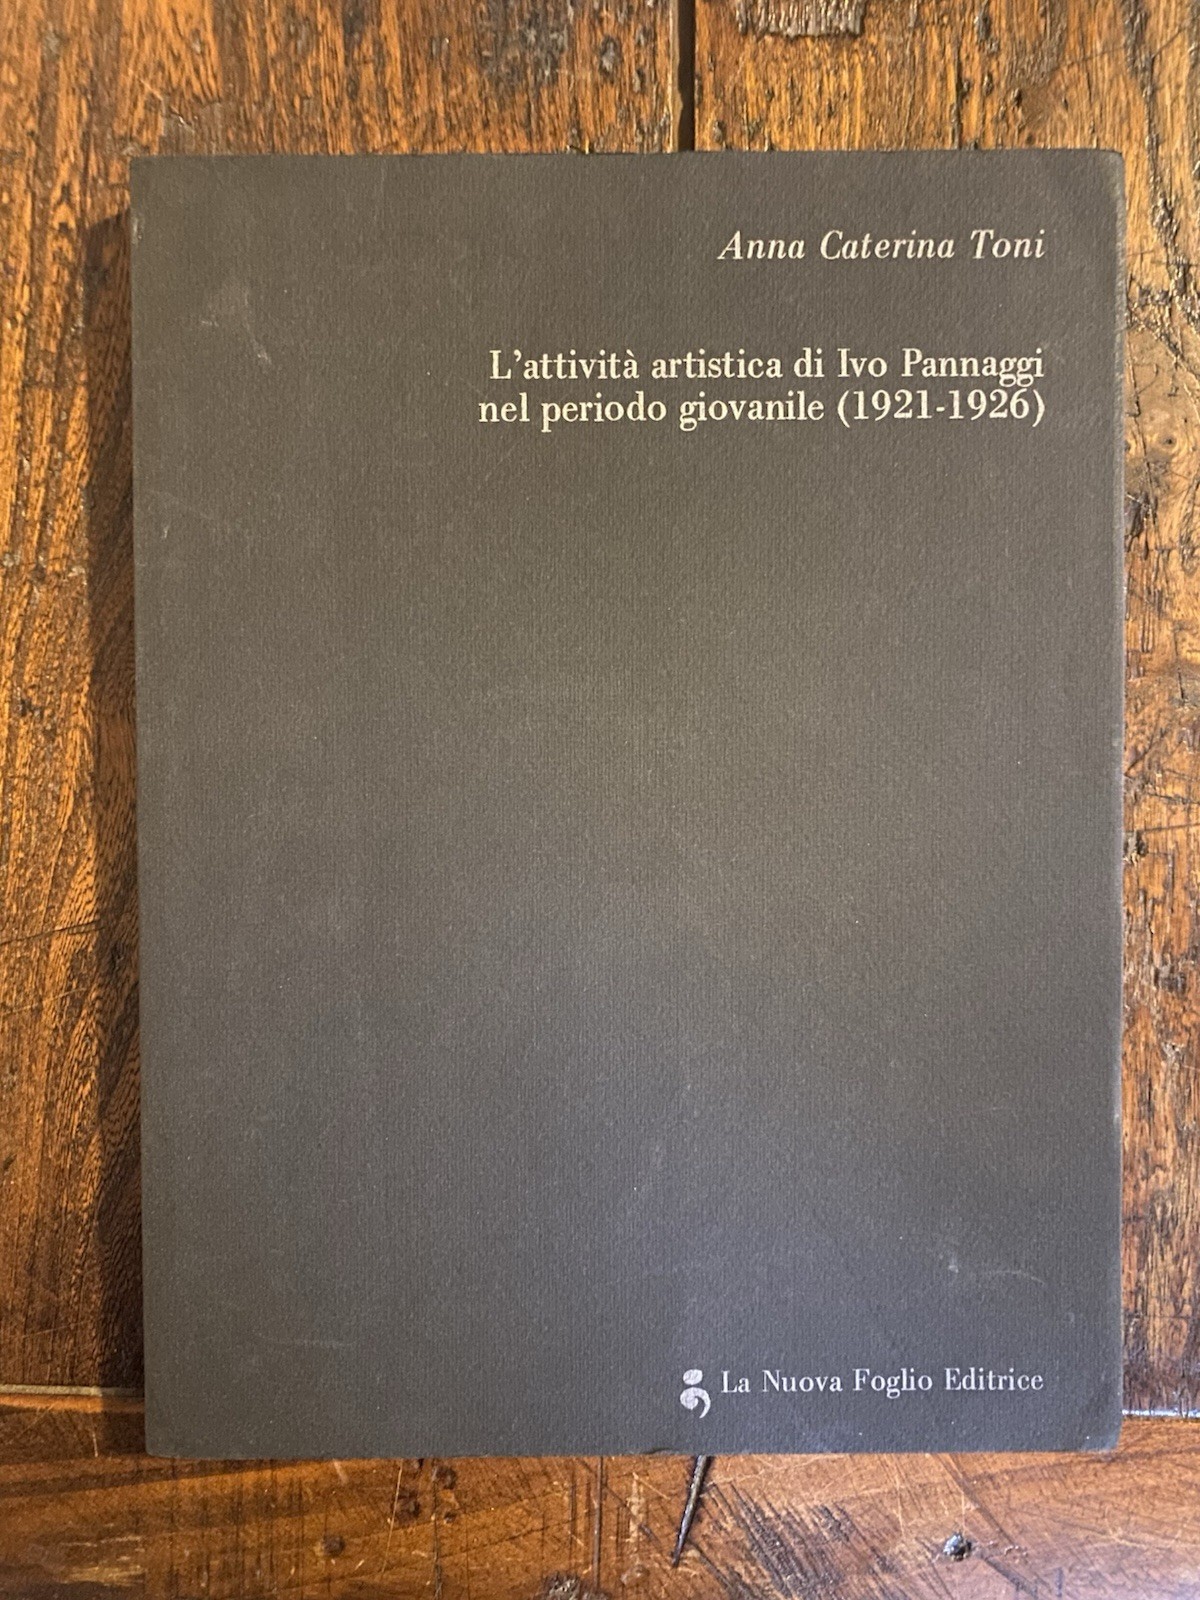 Anna Caterina Toni
L'attività artistica di Ivo Pannaggi
nel periodo giovanile (1921-1926)
La Nuova Foglio Editrice